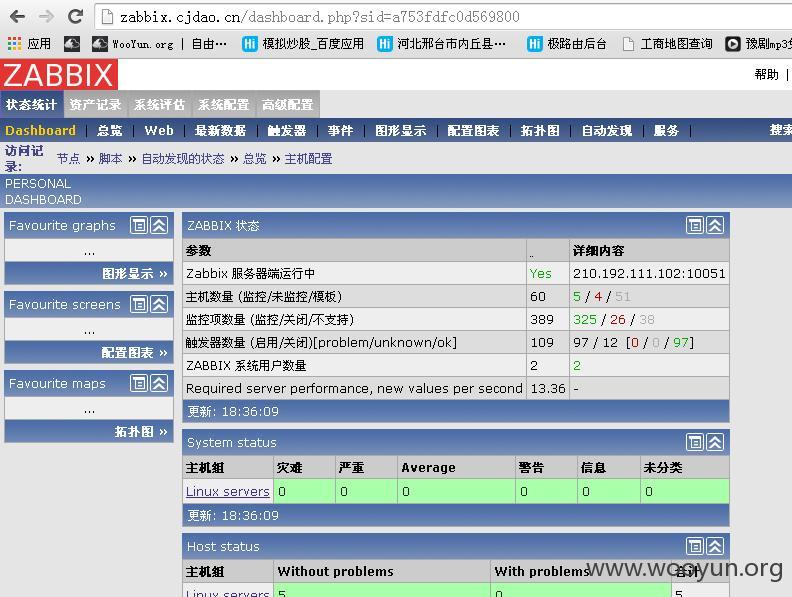 zabbix.cjdao.cn/dashboard.php?sid=a753fdfc0d569800
应用 WooYun.org | 自由… Hi 模拟炒股_百度应用 Hi 河北邢台市内丘县… Hi 极路由后台 工商地图查询 豫剧mp3
ZABBIX
帮助 |
状态统计 资产记录 系统评估 系统配置 高级配置
Dashboard | 总览 | Web | 最新数据 | 触发器 | 事件 | 图形显示 | 配置图表 | 拓扑图 | 自动发现 | 服务 | 搜索
访问记录: 节点 » 脚本 » 自动发现的状态 » 总览 » 主机配置
PERSONAL
DASHBOARD
Favourite graphs
...
图形显示 »
Favourite screens
...
配置图表 »
Favourite maps
...
拓扑图 »
ZABBIX 状态
参数 .. 详细内容
Zabbix 服务器端运行中 Yes 210.192.111.102:10051
主机数量 (监控/未监控/模板) 60 5 / 4 / 51
监控项数量 (监控/关闭/不支持) 389 325 / 26 / 38
触发器数量 (启用/关闭)[problem/unknown/ok] 109 97 / 12 [0 / 0 / 97]
ZABBIX 系统用户数量 2 2
Required server performance, new values per second 13.36 -
更新: 18:36:09
System status
主机组 灾难 严重 Average 警告 信息 未分类
Linux servers 0 0 0 0 0 0
更新: 18:36:09
Host status
主机组 Without problems With problems 合计
Linux servers 5 0 5
www.wooyun.org